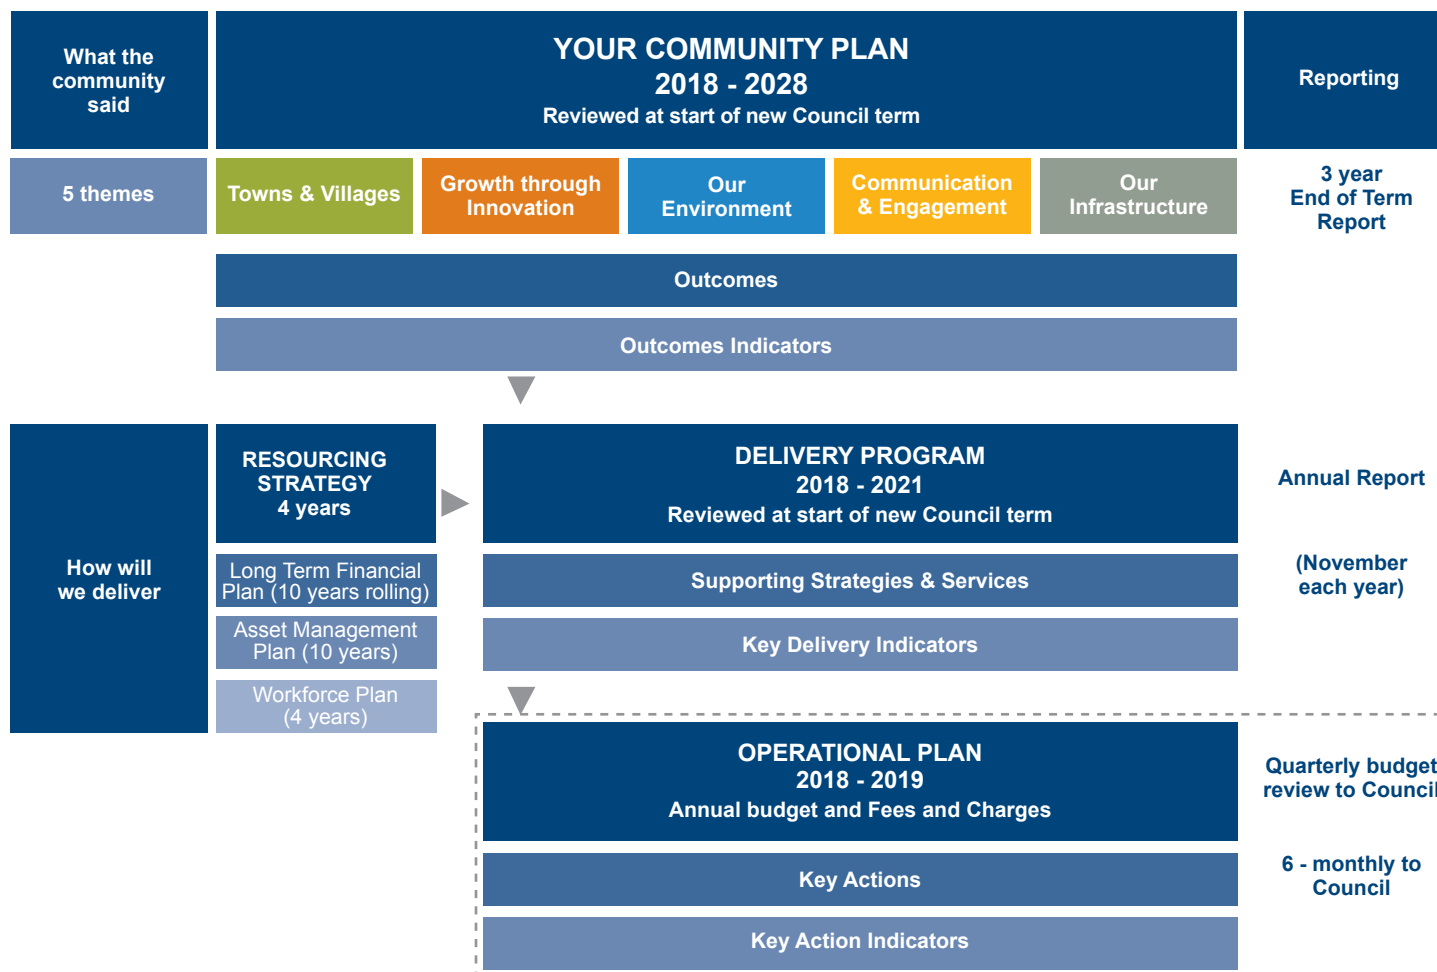 What the
community
said
YOUR COMMUNITY PLAN
2018 - 2028
Reviewed at start of new Council term
Reporting
5 themes
Towns & Villages
Growth through
Innovation
Our
Environment
Communication
& Engagement
Our
Infrastructure
3 year
End of Term
Report
Outcomes
Outcomes Indicators
How will
we deliver
RESOURCING
STRATEGY
4 years
Long Term Financial
Plan (10 years rolling)
Asset Management
Plan (10 years)
Workforce Plan
(4 years)
DELIVERY PROGRAM
2018 - 2021
Reviewed at start of new Council term
Supporting Strategies & Services
Key Delivery Indicators
Annual Report
(November
each year)
OPERATIONAL PLAN
2018 - 2019
Annual budget and Fees and Charges
Key Actions
Key Action Indicators
Quarterly budget
review to Council
6 - monthly to
Council